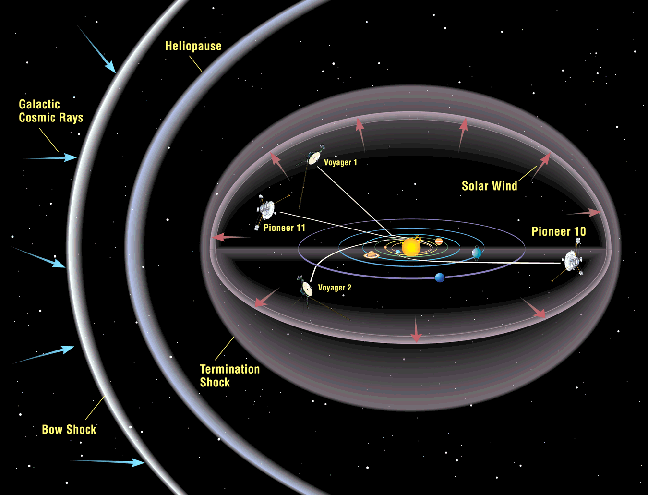 Heliopause
Galactic
Cosmic Rays
Voyager 1
Solar Wind
Pioneer 11
Pioneer 10
Voyager 2
Termination
Shock
Bow Shock